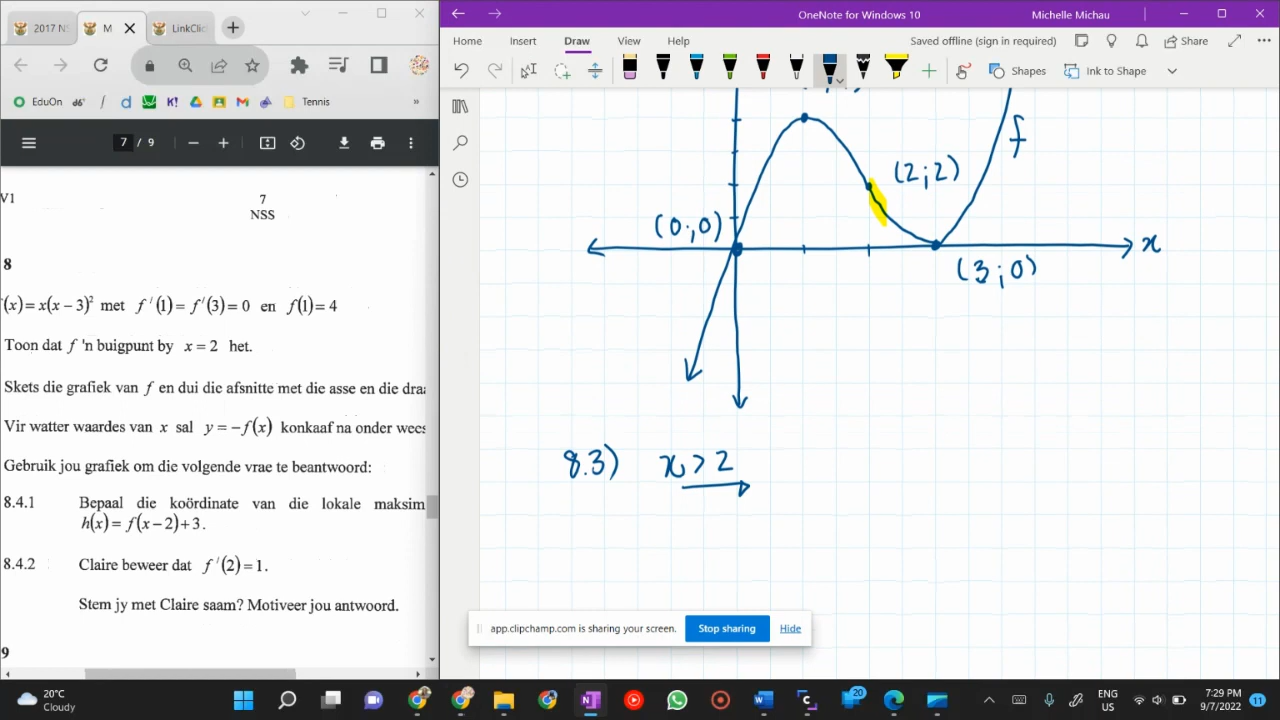 2017 NS
M
LinkClic
EduOn
Tennis
»
7 / 9
V1
7
NSS
8
(x) = x(x − 3)² met f ′(1) = f ′(3) = 0 en f(1) = 4
Toon dat f 'n buigpunt by x = 2 het.
Skets die grafiek van f en dui die afsnitte met die asse en die draa
Vir watter waardes van x sal y = −f(x) konkaaf na onder wees
Gebruik jou grafiek om die volgende vrae te beantwoord:
8.4.1 Bepaal die koördinate van die lokale maksim
h(x) = f(x − 2) + 3.
8.4.2 Claire beweer dat f ′(2) = 1.
Stem jy met Claire saam? Motiveer jou antwoord.
9
OneNote for Windows 10
Michelle Michau
Home Insert Draw View Help
Saved offline (sign in required)
Share
Shapes
Ink to Shape
f
(2;2)
(0;0)
x
(3;0)
8.3) x > 2
app.clipchamp.com is sharing your screen.
Stop sharing
Hide
20°C
Cloudy
20
ENG
US
7:29 PM
9/7/2022
11